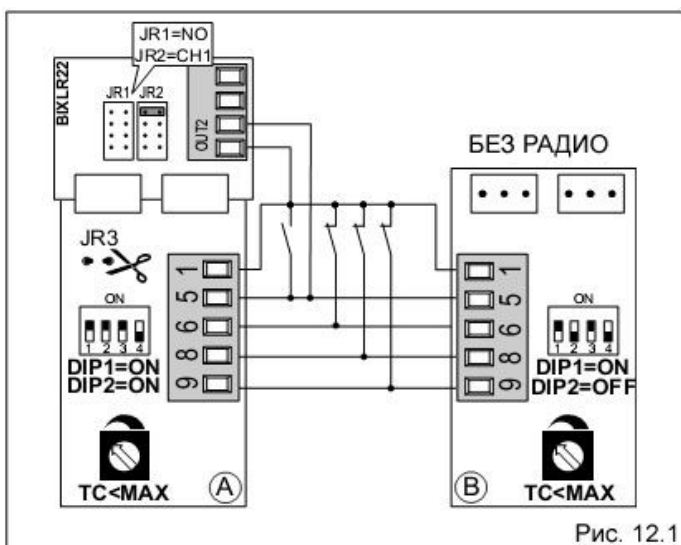 JR1=NO
JR2=CH1
BIXLR22
JR1 JR2
OUT2
БЕЗ РАДИО
JR3
ON
1 2 3 4
DIP1=ON
DIP2=ON
TC<MAX
A
1
5
6
8
9
1
5
6
8
9
ON
1 2 3 4
DIP1=ON
DIP2=OFF
TC<MAX
B
Рис. 12.1